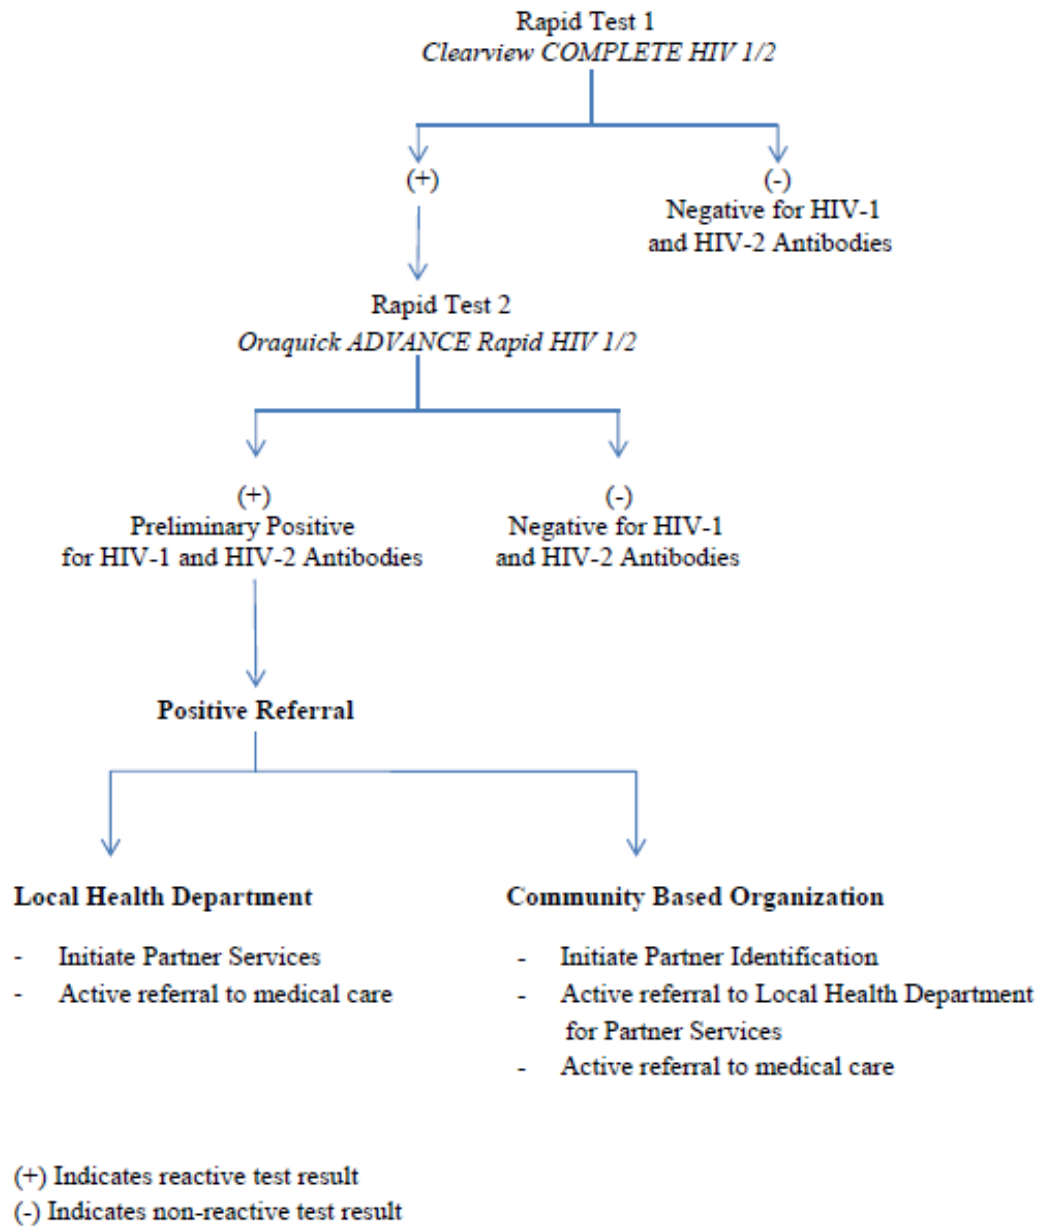 Rapid Test 1
Clearview COMPLETE HIV 1/2
(+)
(-)
Negative for HIV-1
and HIV-2 Antibodies
Rapid Test 2
Oraquick ADVANCE Rapid HIV 1/2
(+)
Preliminary Positive
for HIV-1 and HIV-2 Antibodies
(-)
Negative for HIV-1
and HIV-2 Antibodies
Positive Referral
Local Health Department
- Initiate Partner Services
- Active referral to medical care
Community Based Organization
- Initiate Partner Identification
- Active referral to Local Health Department
for Partner Services
- Active referral to medical care
(+) Indicates reactive test result
(-) Indicates non-reactive test result